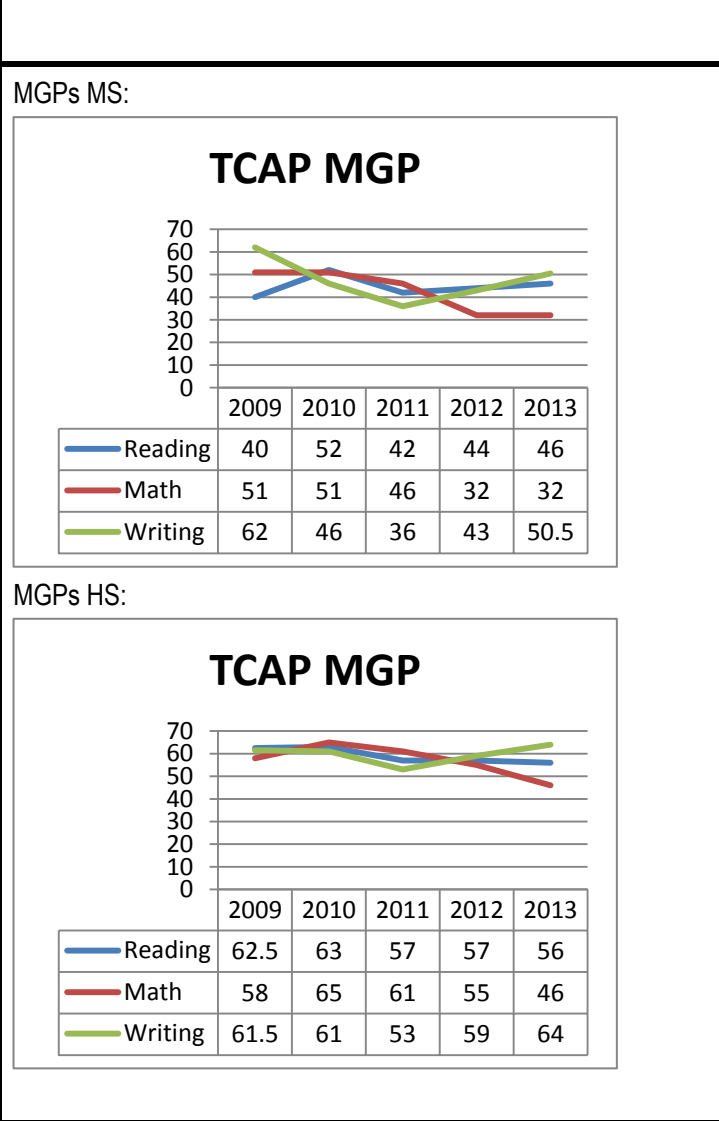 MGPs MS:
TCAP MGP
70
60
50
40
30
20
10
0
2009 2010 2011 2012 2013
Reading 40 52 42 44 46
Math 51 51 46 32 32
Writing 62 46 36 43 50.5
MGPs HS:
TCAP MGP
70
60
50
40
30
20
10
0
2009 2010 2011 2012 2013
Reading 62.5 63 57 57 56
Math 58 65 61 55 46
Writing 61.5 61 53 59 64